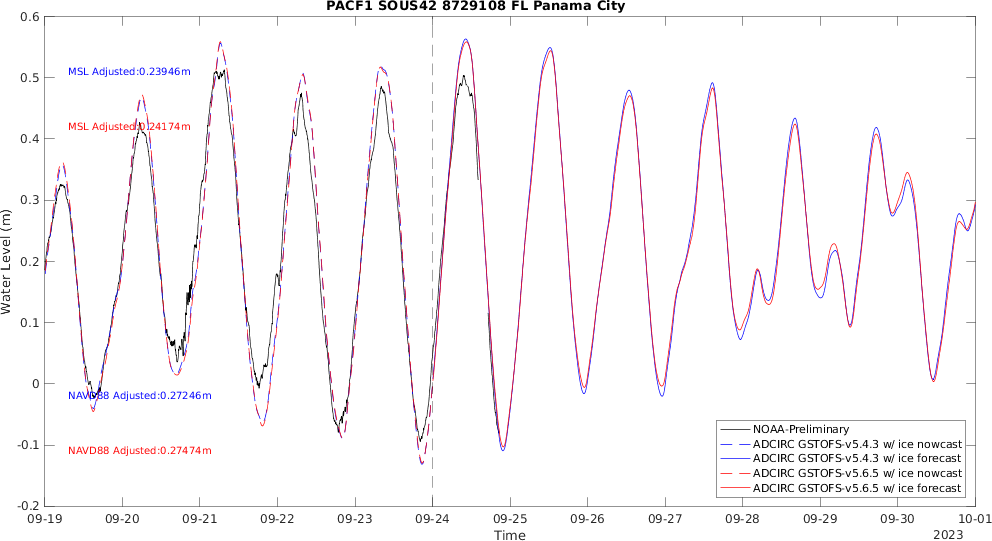 PACF1 SOUS42 8729108 FL Panama City
0.6
0.5
0.4
0.3
0.2
0.1
0
-0.1
-0.2
Water Level (m)
MSL Adjusted:0.23946m
MSL Adjusted:0.24174m
NAVD88 Adjusted:0.27246m
NAVD88 Adjusted:0.27474m
NOAA-Preliminary
ADCIRC GSTOFS-v5.4.3 w/ ice nowcast
ADCIRC GSTOFS-v5.4.3 w/ ice forecast
ADCIRC GSTOFS-v5.6.5 w/ ice nowcast
ADCIRC GSTOFS-v5.6.5 w/ ice forecast
09-19 09-20 09-21 09-22 09-23 09-24 09-25 09-26 09-27 09-28 09-29 09-30 10-01
Time
2023